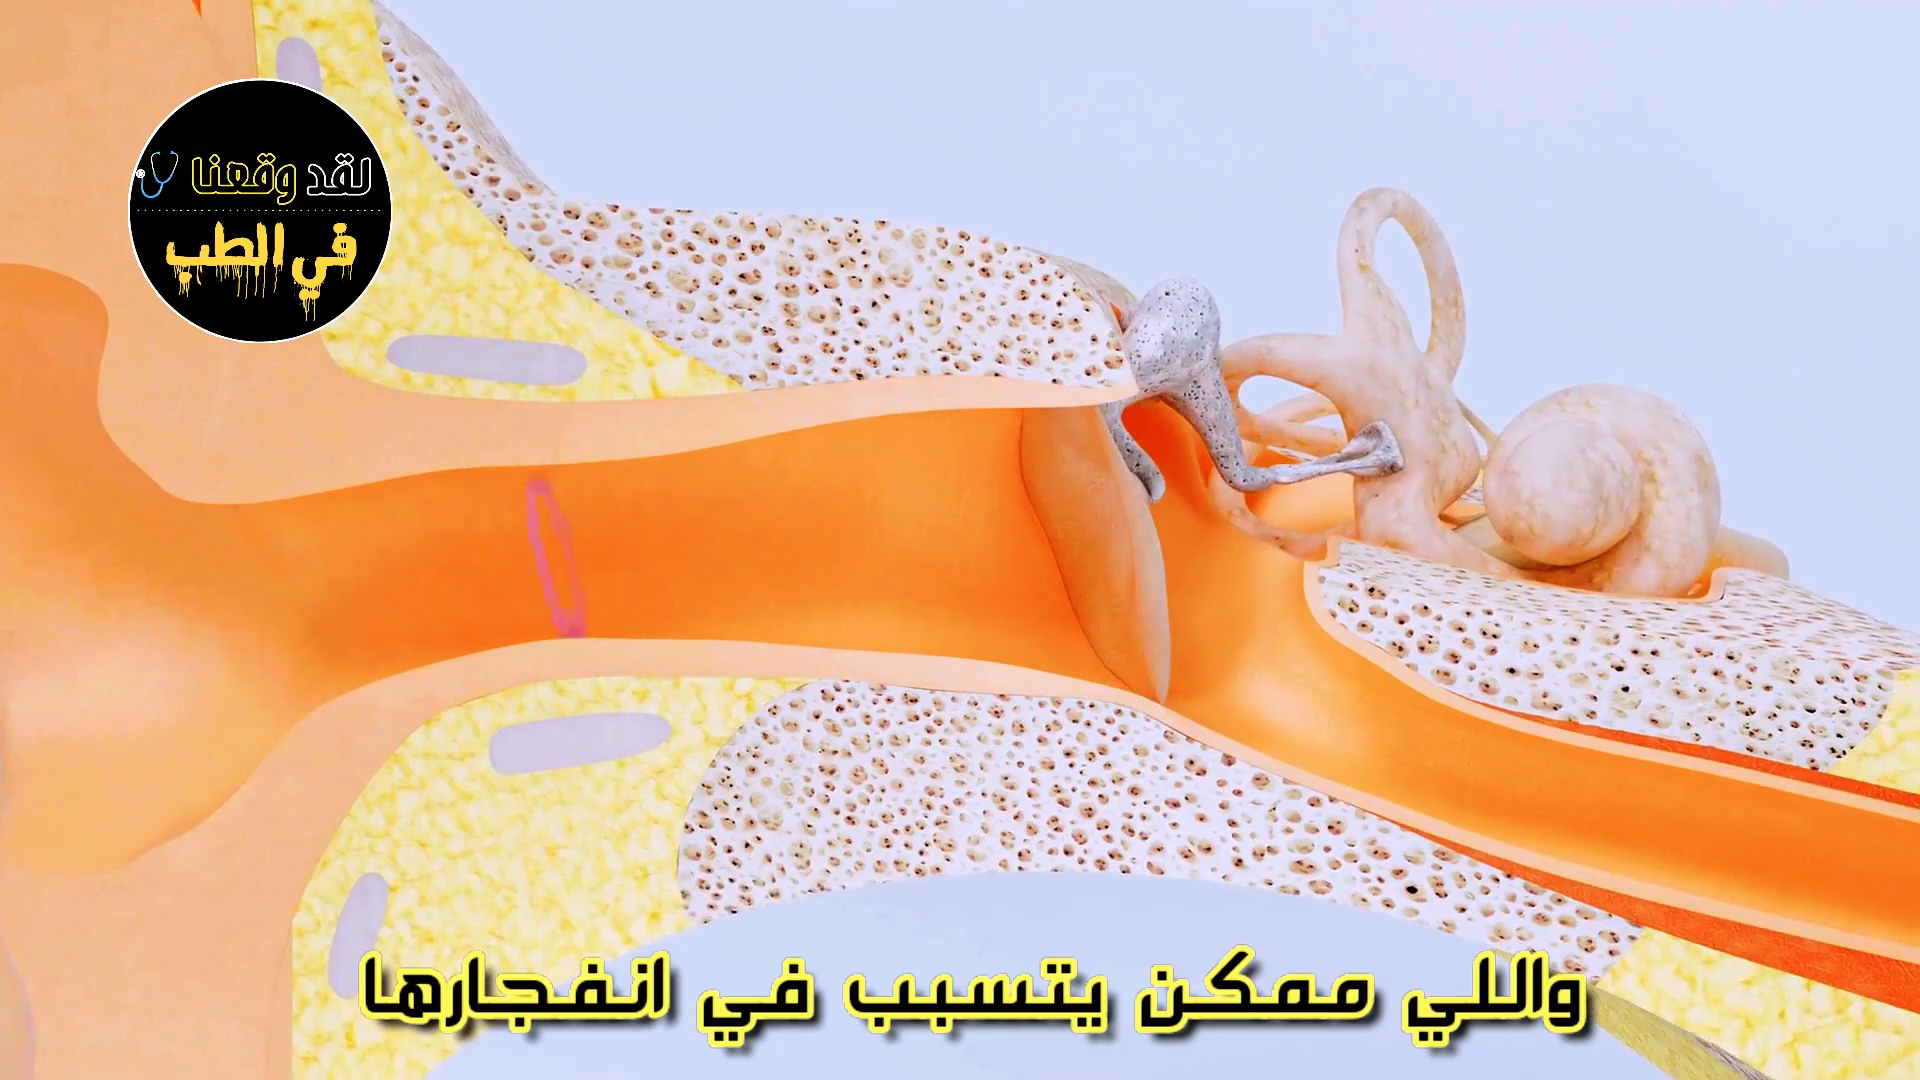 لقد وقعنا
في الطب
واللي ممكن يتسبب في انفجارها